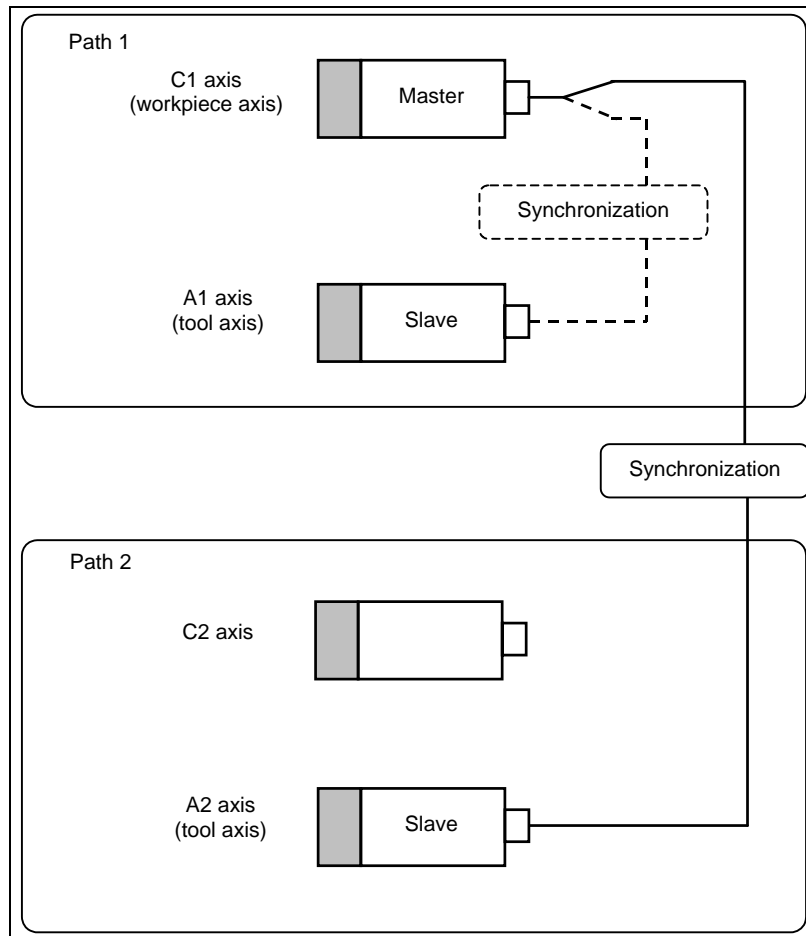 Path 1
C1 axis
(workpiece axis)
Master
Synchronization
A1 axis
(tool axis)
Slave
Synchronization
Path 2
C2 axis
A2 axis
(tool axis)
Slave